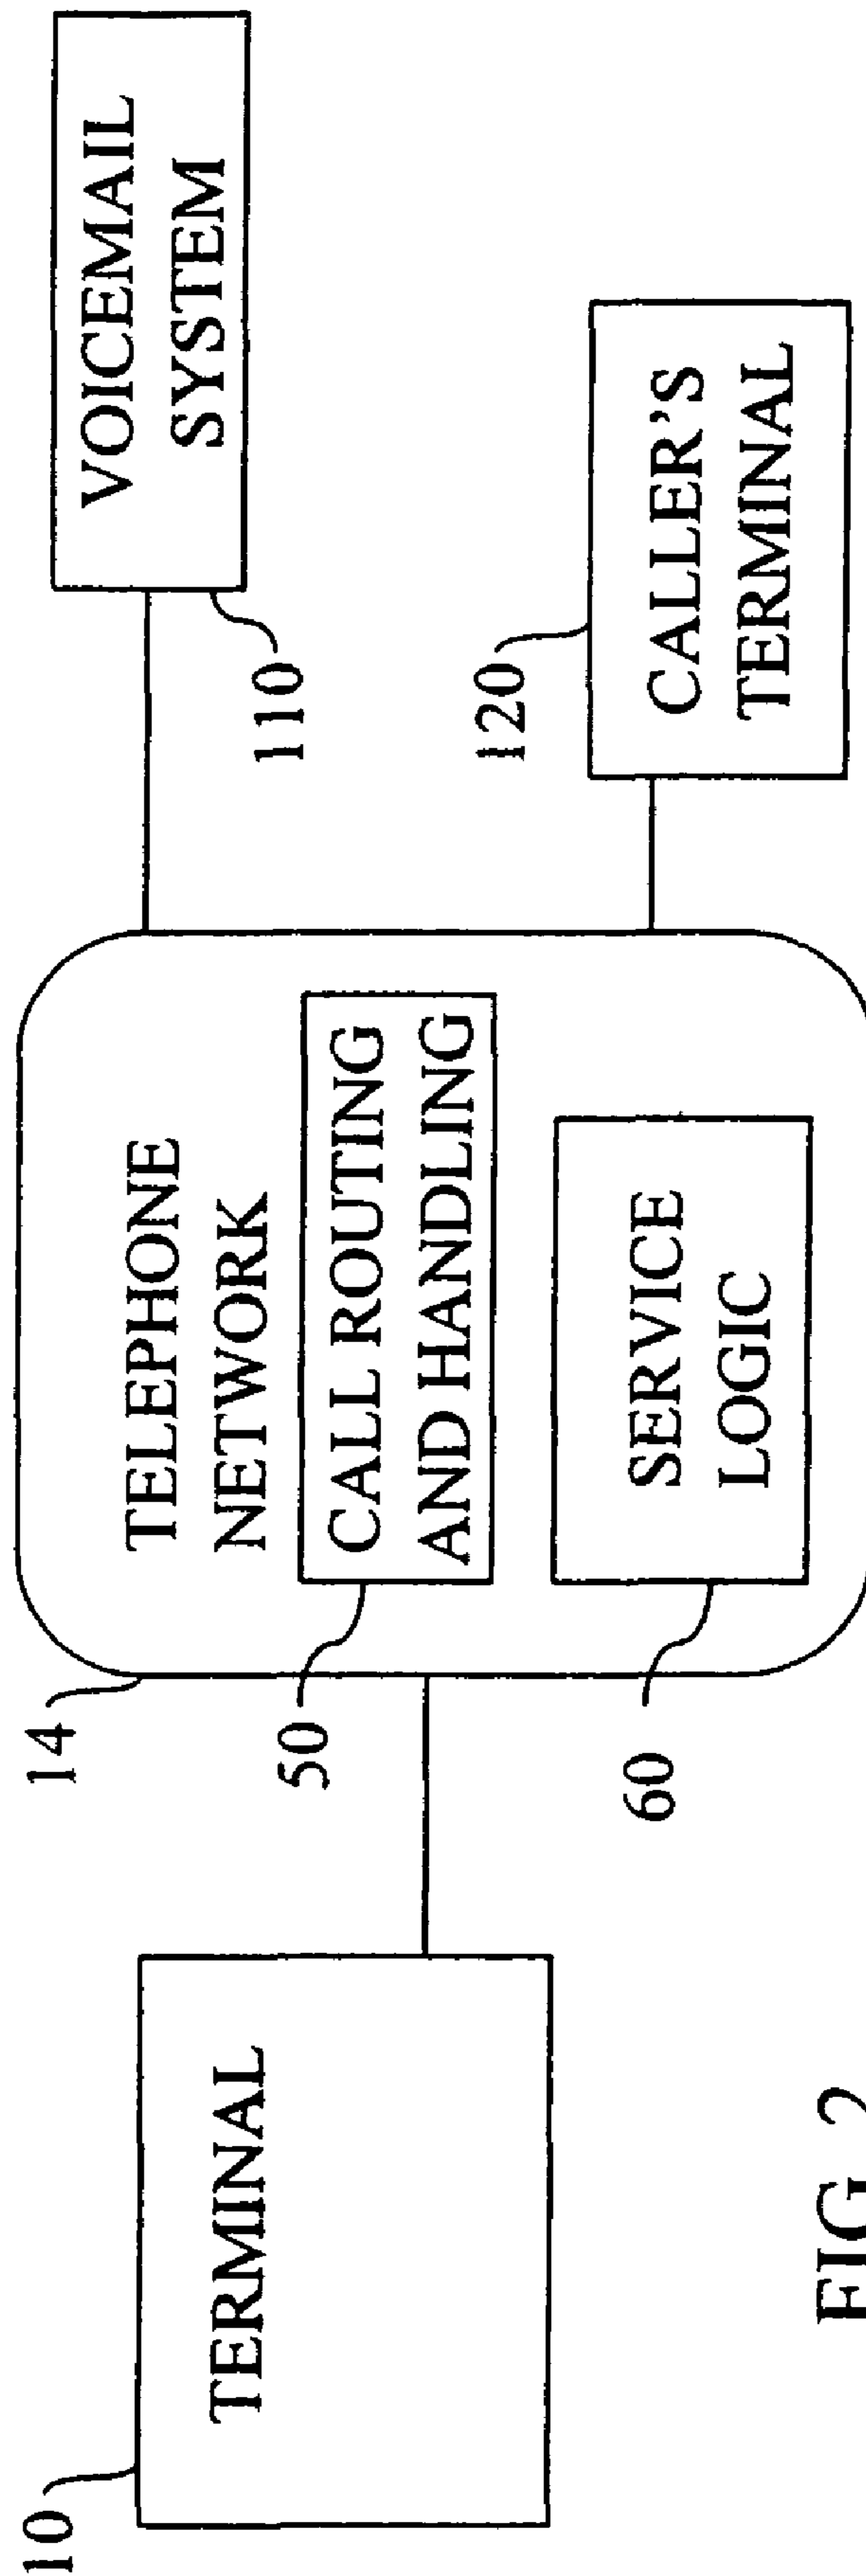 10
TERMINAL
14
TELEPHONE
NETWORK
50
CALL ROUTING
AND HANDLING
60
SERVICE
LOGIC
VOICEMAIL
SYSTEM
110
120
CALLER'S
TERMINAL
FIG. 2